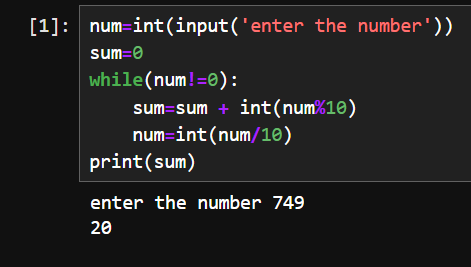 [1]: num=int(input('enter the number'))
sum=0
while(num!=0):
    sum=sum + int(num%10)
    num=int(num/10)
print(sum)
enter the number 749
20